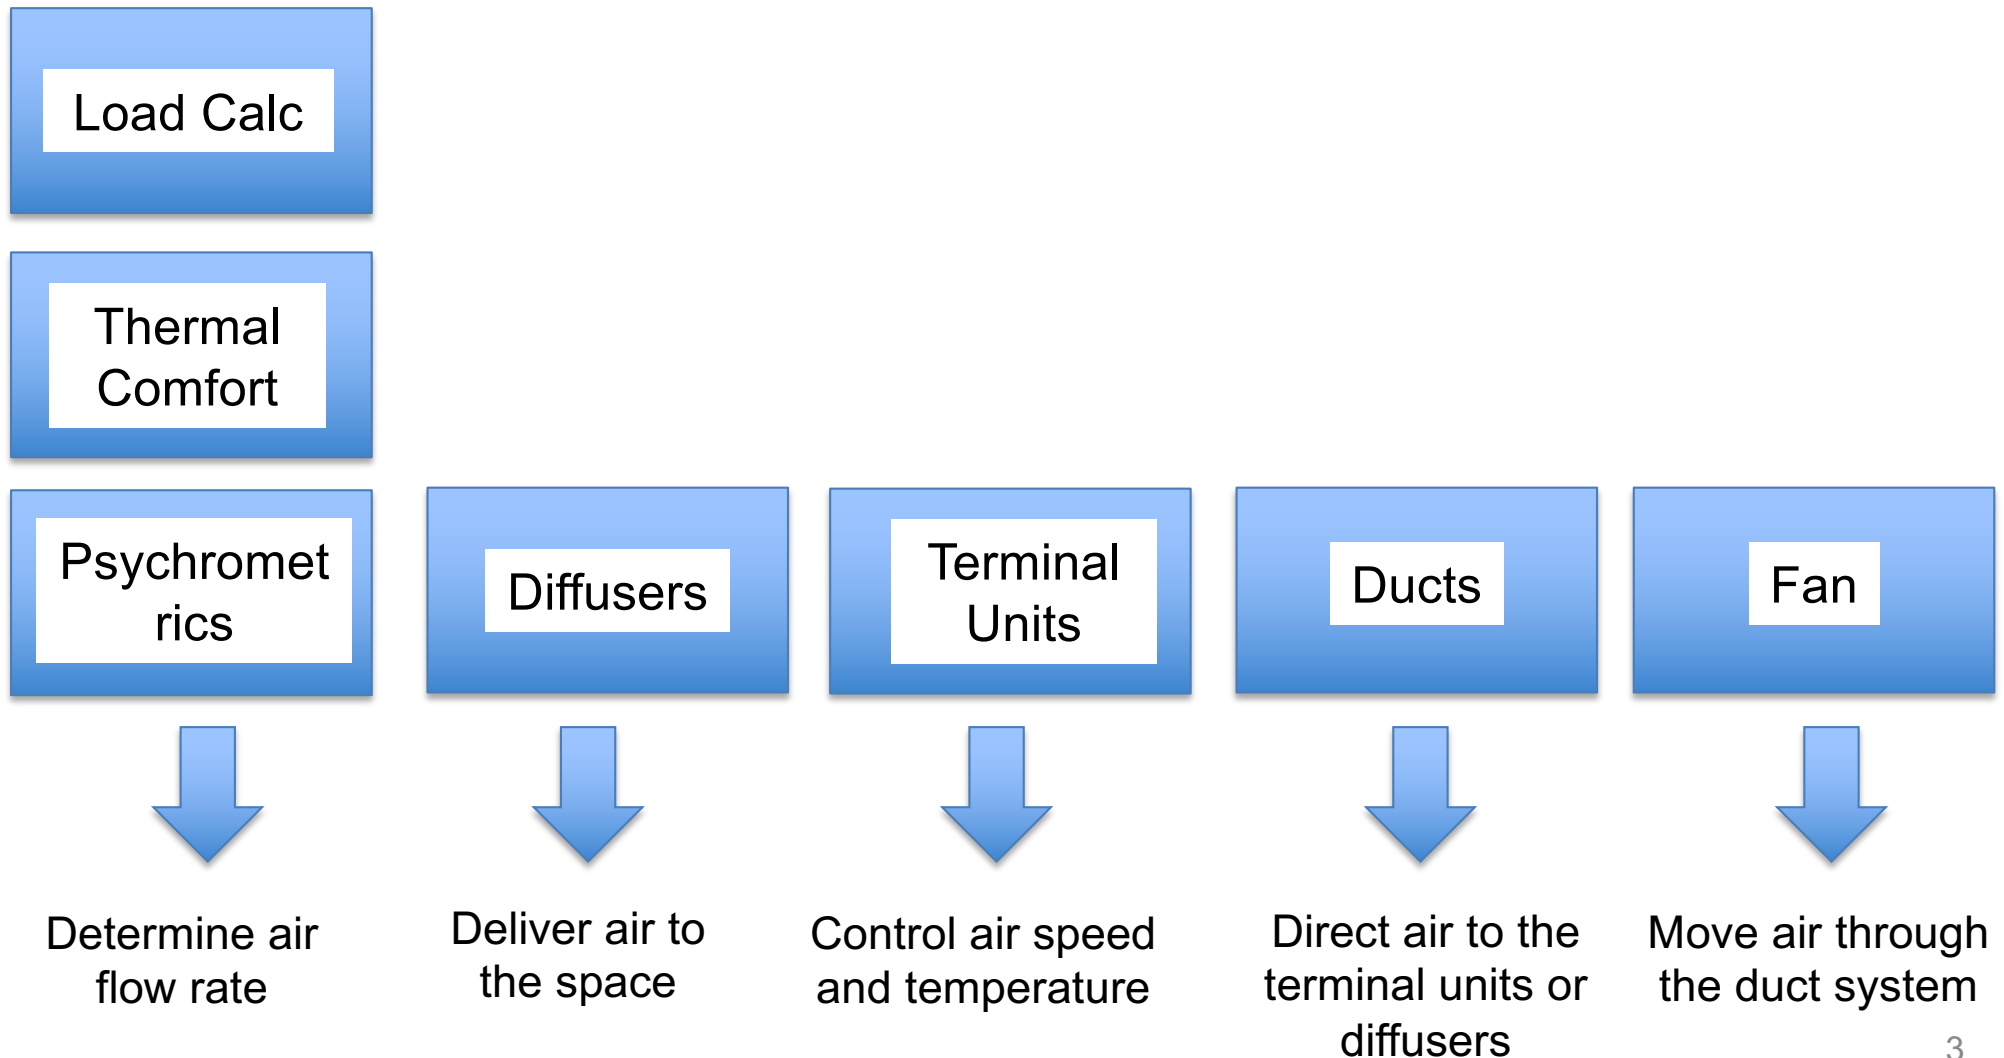 Load Calc
Thermal
Comfort
Psychromet
rics
Diffusers
Terminal
Units
Ducts
Fan
Determine air
flow rate
Deliver air to
the space
Control air speed
and temperature
Direct air to the
terminal units or
diffusers
Move air through
the duct system
3